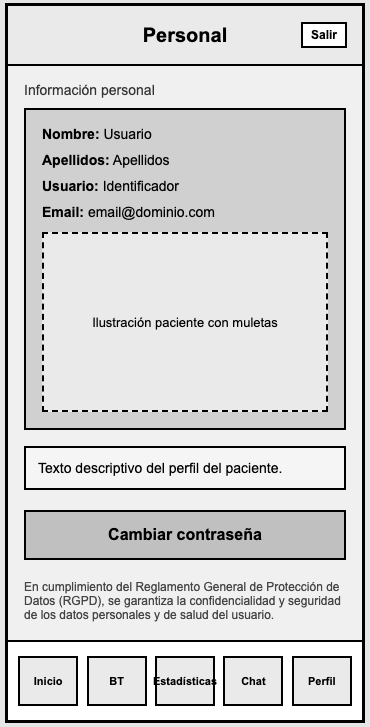 Personal
Salir
Información personal
Nombre: Usuario
Apellidos: Apellidos
Usuario: Identificador
Email: email@dominio.com
Ilustración paciente con muletas
Texto descriptivo del perfil del paciente.
Cambiar contraseña
En cumplimiento del Reglamento General de Protección de
Datos (RGPD), se garantiza la confidencialidad y seguridad
de los datos personales y de salud del usuario.
Inicio
BT
Estadísticas
Chat
Perfil